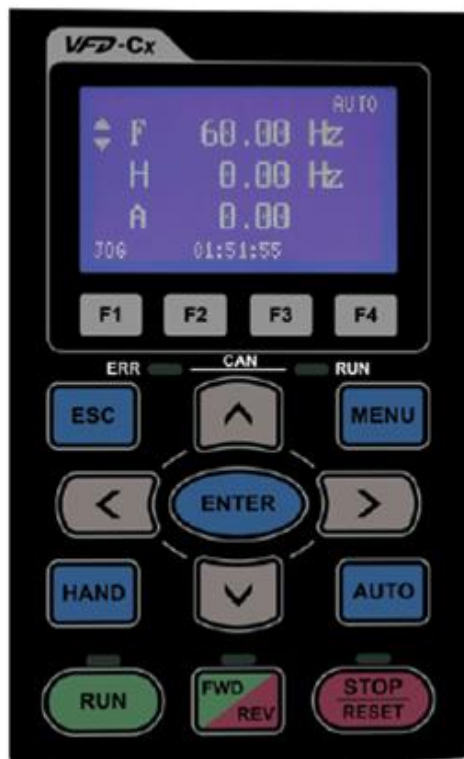 VFD-Cx
AUTO
F 60.00 Hz
H 0.00 Hz
A 0.00
JOG 01:51:55
F1 F2 F3 F4
ERR CAN RUN
ESC MENU
ENTER
HAND AUTO
RUN FWD REV STOP RESET